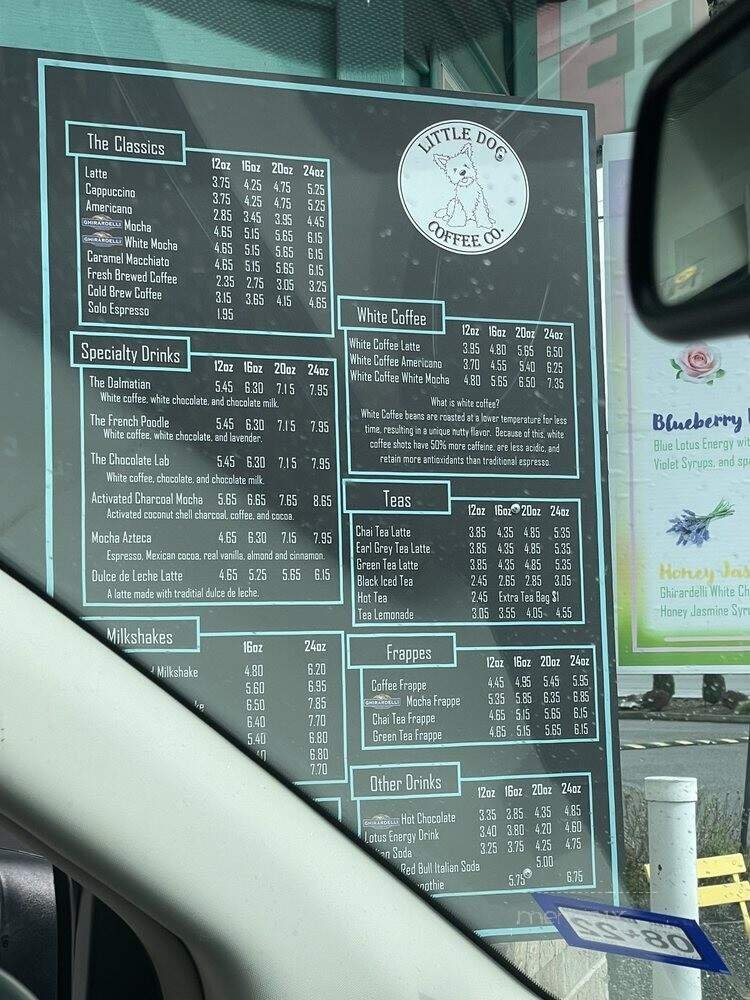 LITTLE DOG
COFFEE CO.
The Classics
12oz 16oz 20oz 24oz
Latte 3.75 4.25 4.75 5.25
Cappuccino 3.75 4.25 4.75 5.25
Americano 2.85 3.45 3.95 4.45
GHIRARDELLI Mocha 4.65 5.15 5.65 6.15
GHIRARDELLI White Mocha 4.65 5.15 5.65 6.15
Caramel Macchiato 4.65 5.15 5.65 6.15
Fresh Brewed Coffee 2.35 2.75 3.05 3.25
Cold Brew Coffee 3.15 3.65 4.15 4.65
Solo Espresso 1.95
Specialty Drinks
12oz 16oz 20oz 24oz
The Dalmatian 5.45 6.30 7.15 7.95
White coffee, white chocolate, and chocolate milk.
The French Poodle 5.45 6.30 7.15 7.95
White coffee, white chocolate, and lavender.
The Chocolate Lab 5.45 6.30 7.15 7.95
White coffee, chocolate, and chocolate milk.
Activated Charcoal Mocha 5.65 6.65 7.65 8.65
Activated coconut shell charcoal, coffee, and cocoa.
Mocha Azteca 4.65 6.30 7.15 7.95
Espresso, Mexican cocoa, real vanilla, almond and cinnamon.
Dulce de Leche Latte 4.65 5.25 5.65 6.15
A latte made with traditial dulce de leche.
Milkshakes
16oz 24oz
Milkshake 4.80 6.20
5.60 6.95
6.50 7.85
6.40 7.70
5.40 6.80
6.80
7.70
White Coffee
12oz 16oz 20oz 24oz
White Coffee Latte 3.95 4.80 5.65 6.50
White Coffee Americano 3.70 4.55 5.40 6.25
White Coffee White Mocha 4.80 5.65 6.50 7.35
What is white coffee?
White Coffee beans are roasted at a lower temperature for less
time, resulting in a unique nutty flavor. Because of this, white
coffee shots have 50% more caffeine, are less acidic, and
retain more antioxidants than traditional espresso.
Teas
12oz 16oz 20oz 24oz
Chai Tea Latte 3.85 4.35 4.85 5.35
Earl Grey Tea Latte 3.85 4.35 4.85 5.35
Green Tea Latte 3.85 4.35 4.85 5.35
Black Iced Tea 2.45 2.65 2.85 3.05
Hot Tea 2.45 Extra Tea Bag $1
Tea Lemonade 3.05 3.55 4.05 4.55
Frappes
12oz 16oz 20oz 24oz
Coffee Frappe 4.45 4.95 5.45 5.95
GHIRARDELLI Mocha Frappe 5.35 5.85 6.35 6.85
Chai Tea Frappe 4.65 5.15 5.65 6.15
Green Tea Frappe 4.65 5.15 5.65 6.15
Other Drinks
12oz 16oz 20oz 24oz
GHIRARDELLI Hot Chocolate 3.35 3.85 4.35 4.85
Lotus Energy Drink 3.40 3.80 4.20 4.60
Soda 3.25 3.75 4.25 4.75
Red Bull Italian Soda 5.00
5.75 6.75
Blueberry
Blue Lotus Energy
Violet Syrups, and
Honey
Ghirardelli White
Honey Jasmine